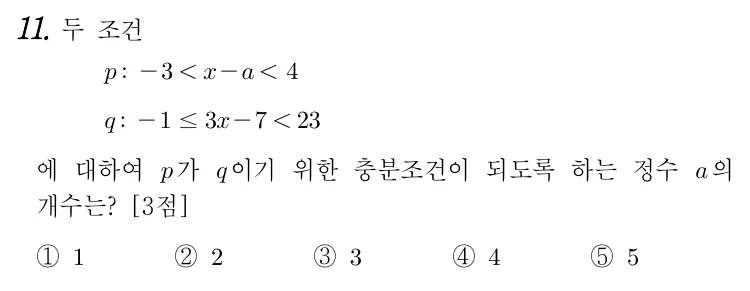 11. 두 조건
p: −3 < x−a < 4
q: −1 ≤ 3x−7 < 23
에 대하여 p가 q이기 위한 충분조건이 되도록 하는 정수 a의
개수는? [3점]
① 1 ② 2 ③ 3 ④ 4 ⑤ 5